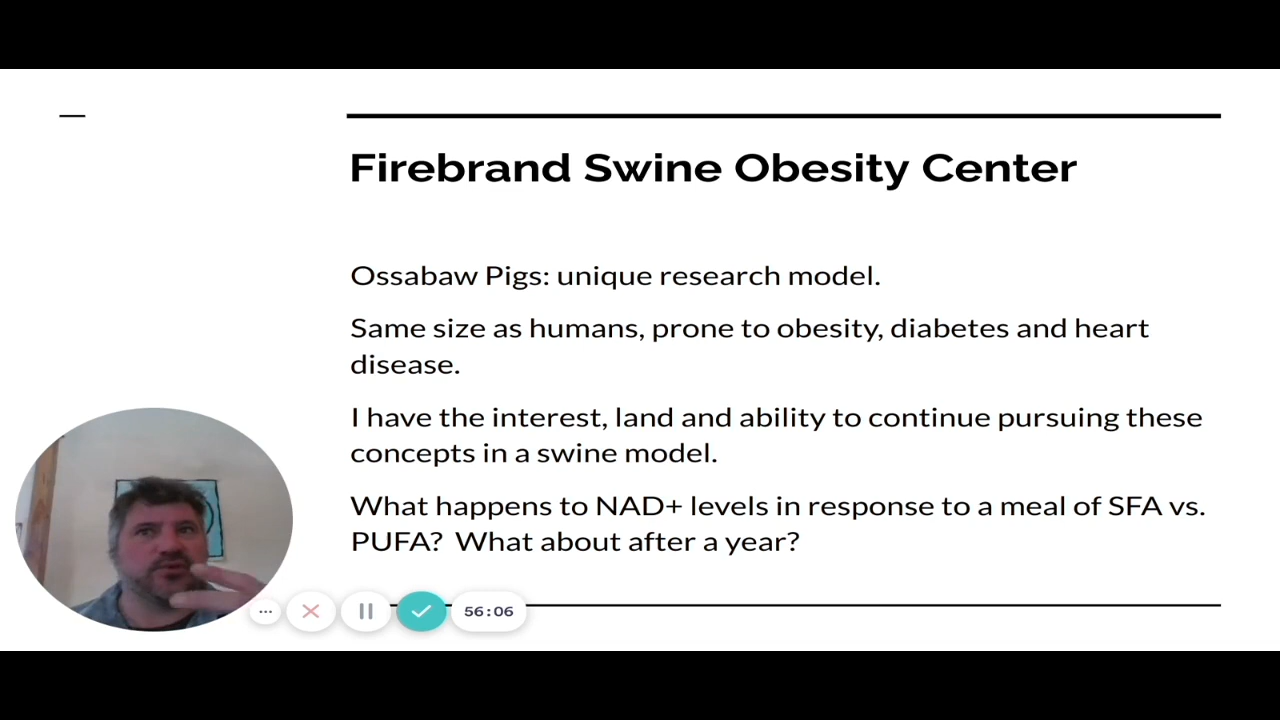 Firebrand Swine Obesity Center
Ossabaw Pigs: unique research model.
Same size as humans, prone to obesity, diabetes and heart
disease.
I have the interest, land and ability to continue pursuing these
concepts in a swine model.
What happens to NAD+ levels in response to a meal of SFA vs.
PUFA?  What about after a year?
56:06